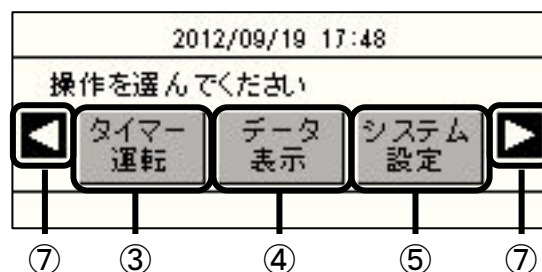 2012/09/19 17:48
操作を選んでください
タイマー
運転
データ
表示
システム
設定
⑦ ③ ④ ⑤ ⑦